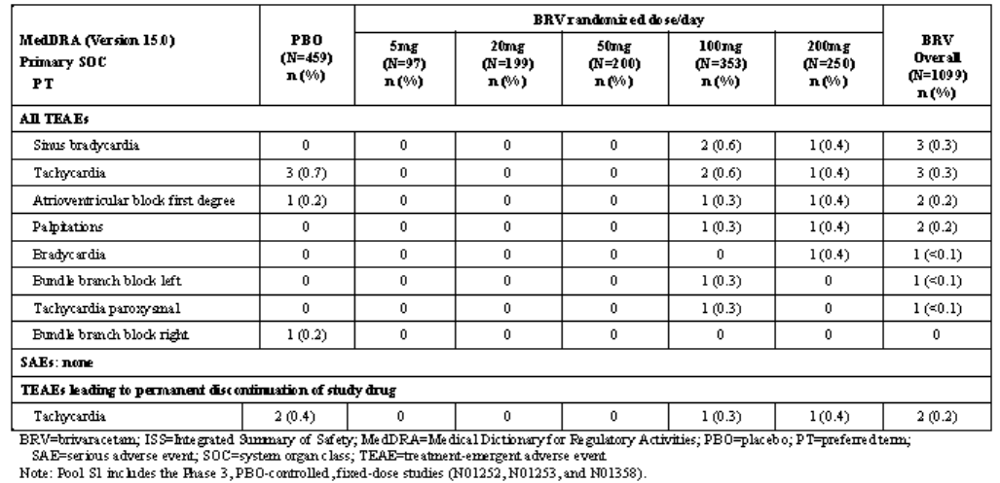 MedDRA (Version 15.0) Primary SOC PT | PBO (N=459) n (%) | BRV randomized dose/day | BRV Overall (N=1099) n (%)
5mg (N=97) n (%) | 20mg (N=199) n (%) | 50mg (N=200) n (%) | 100mg (N=353) n (%) | 200mg (N=250) n (%)
All TEAEs
Sinus bradycardia | 0 | 0 | 0 | 0 | 2 (0.6) | 1 (0.4) | 3 (0.3)
Tachycardia | 3 (0.7) | 0 | 0 | 0 | 2 (0.6) | 1 (0.4) | 3 (0.3)
Atrioventricular block first degree | 1 (0.2) | 0 | 0 | 0 | 1 (0.3) | 1 (0.4) | 2 (0.2)
Palpitations | 0 | 0 | 0 | 0 | 1 (0.3) | 1 (0.4) | 2 (0.2)
Bradycardia | 0 | 0 | 0 | 0 | 0 | 1 (0.4) | 1 (<0.1)
Bundle branch block left | 0 | 0 | 0 | 0 | 1 (0.3) | 0 | 1 (<0.1)
Tachycardia paroxysmal | 0 | 0 | 0 | 0 | 1 (0.3) | 0 | 1 (<0.1)
Bundle branch block right | 1 (0.2) | 0 | 0 | 0 | 0 | 0 | 0
SAEs: none
TEAEs leading to permanent discontinuation of study drug
Tachycardia | 2 (0.4) | 0 | 0 | 0 | 1 (0.3) | 1 (0.4) | 2 (0.2)
BRV=brivaracetam; ISS=Integrated Summary of Safety; MedDRA=Medical Dictionary for Regulatory Activities; PBO=placebo; PT=preferred term;
SAE=serious adverse event; SOC=system organ class; TEAE=treatment-emergent adverse event
Note: Pool S1 includes the Phase 3, PBO-controlled, fixed-dose studies (N01252, N01253, and N01358).